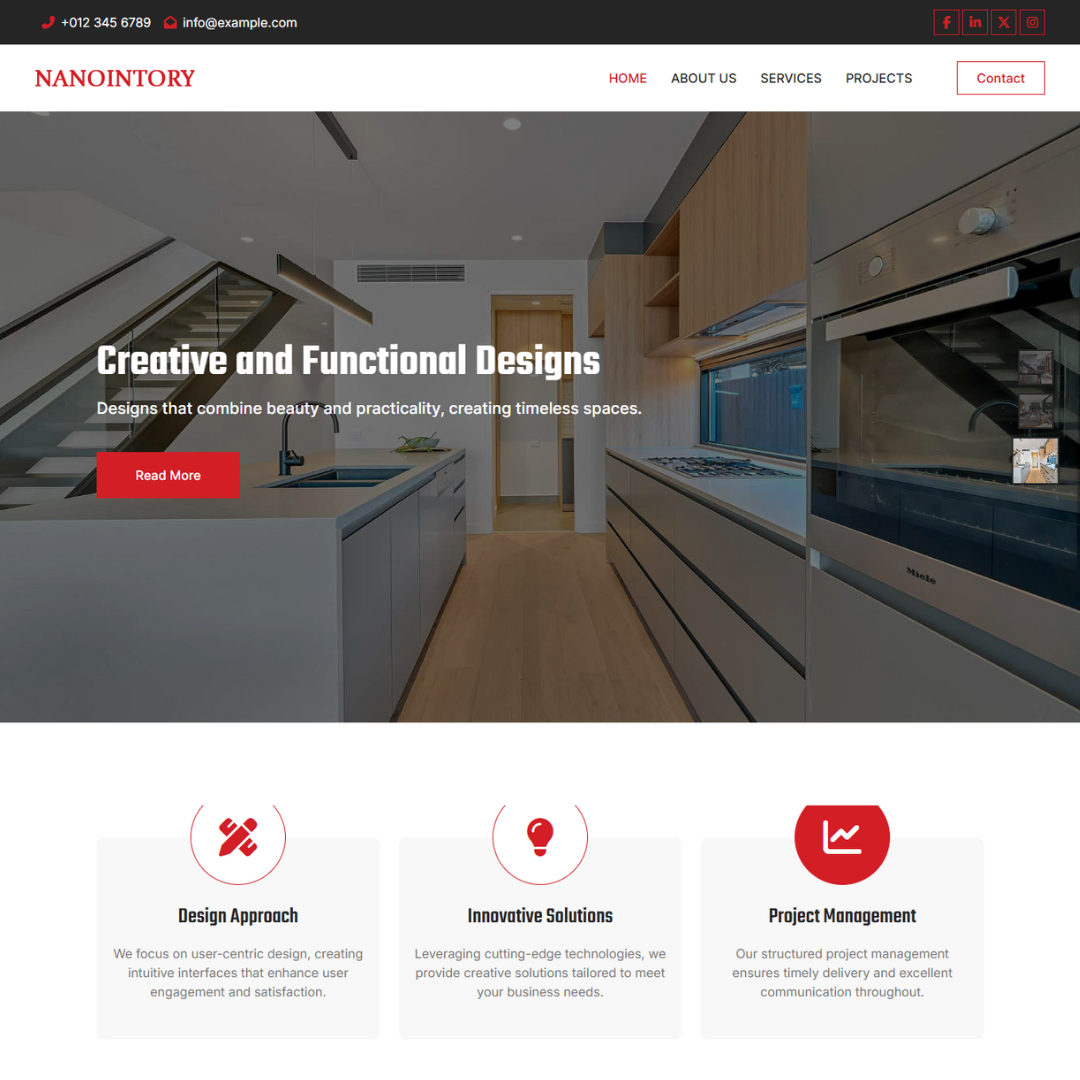 +012 345 6789 info@example.com
NANOINTORY HOME ABOUT US SERVICES PROJECTS Contact
Creative and Functional Designs
Designs that combine beauty and practicality, creating timeless spaces.
Read More
Miele
Design Approach
We focus on user-centric design, creating
intuitive interfaces that enhance user
engagement and satisfaction.
Innovative Solutions
Leveraging cutting-edge technologies, we
provide creative solutions tailored to meet
your business needs.
Project Management
Our structured project management
ensures timely delivery and excellent
communication throughout.